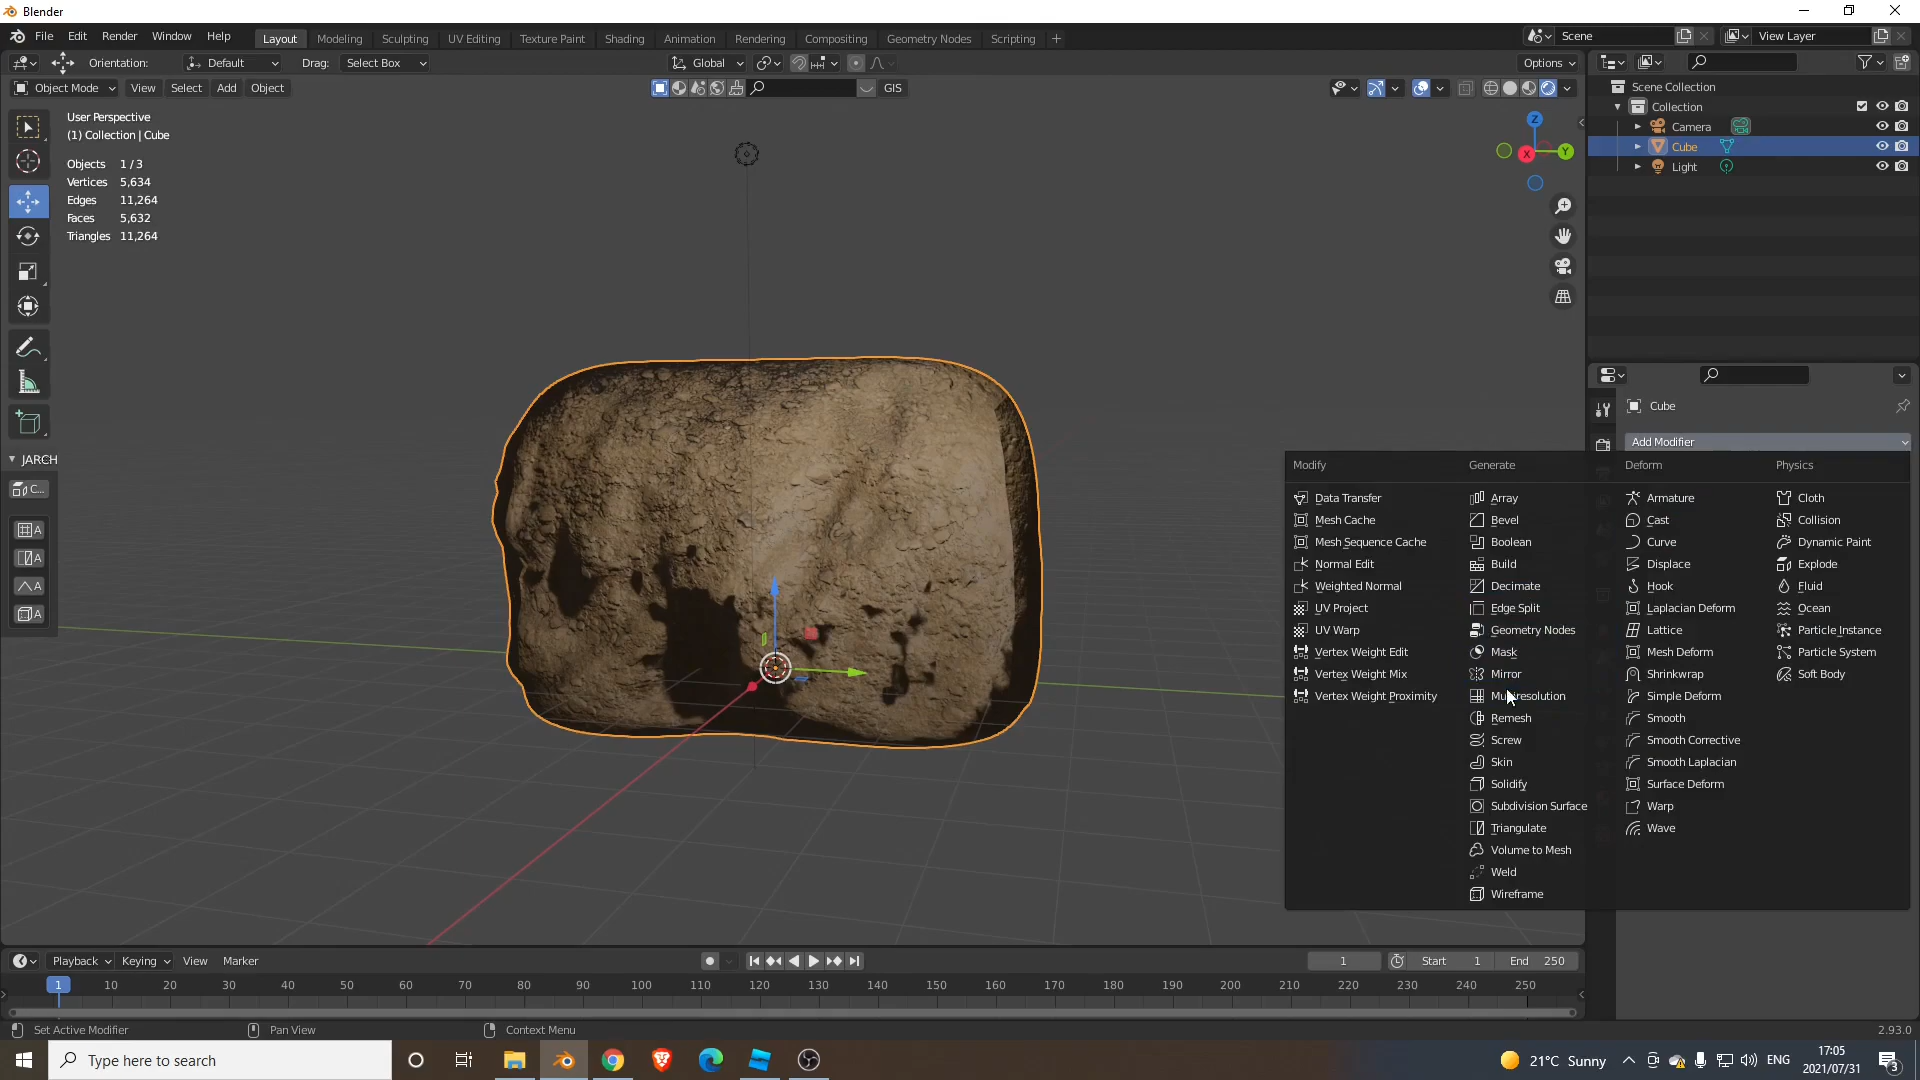 Blender
File Edit Render Window Help
Layout Modeling Sculpting UV Editing Texture Paint Shading Animation Rendering Compositing Geometry Nodes Scripting +
Scene
View Layer
Orientation: Default Drag: Select Box
Global
Options
Object Mode View Select Add Object
GIS
User Perspective
(1) Collection | Cube
Objects 1 / 3
Vertices 5,634
Edges 11,264
Faces 5,632
Triangles 11,264
Z
Y
X
JARCH
C...
A
A
A
A
Scene Collection
Collection
Camera
Cube
Light
Cube
Add Modifier
Modify Generate Deform Physics
Data Transfer Array Armature Cloth
Mesh Cache Bevel Cast Collision
Mesh Sequence Cache Boolean Curve Dynamic Paint
Normal Edit Build Displace Explode
Weighted Normal Decimate Hook Fluid
UV Project Edge Split Laplacian Deform Ocean
UV Warp Geometry Nodes Lattice Particle Instance
Vertex Weight Edit Mask Mesh Deform Particle System
Vertex Weight Mix Mirror Shrinkwrap Soft Body
Vertex Weight Proximity Multiresolution Simple Deform
Remesh Smooth
Screw Smooth Corrective
Skin Smooth Laplacian
Solidify Surface Deform
Subdivision Surface Warp
Triangulate Wave
Volume to Mesh
Weld
Wireframe
Playback Keying View Marker
1 Start 1 End 250
1 10 20 30 40 50 60 70 80 90 100 110 120 130 140 150 160 170 180 190 200 210 220 230 240 250
Set Active Modifier Pan View Context Menu
2.93.0
Type here to search
21°C Sunny
ENG
17:05
2021/07/31
3